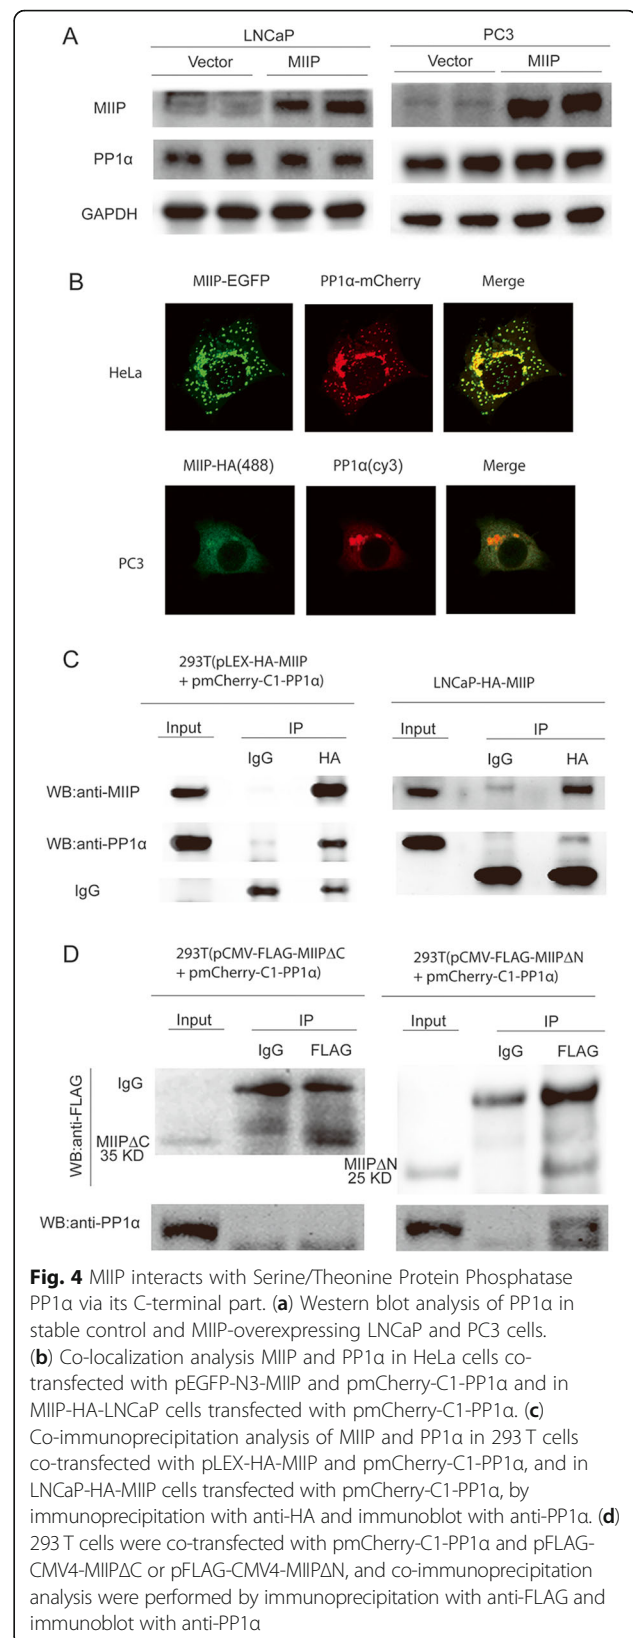 A
LNCaP
PC3
Vector MIIP
Vector MIIP
MIIP
PP1α
GAPDH
B
MIIP-EGFP PP1α-mCherry Merge
HeLa
MIIP-HA(488) PP1α(cy3) Merge
PC3
C
293T(pLEX-HA-MIIP
+ pmCherry-C1-PP1α)
LNCaP-HA-MIIP
Input IP
Input IP
IgG HA
IgG HA
WB:anti-MIIP
WB:anti-PP1α
IgG
D
293T(pCMV-FLAG-MIIPΔC
+ pmCherry-C1-PP1α)
293T(pCMV-FLAG-MIIPΔN
+ pmCherry-C1-PP1α)
Input IP
Input IP
IgG FLAG
IgG FLAG
WB:anti-FLAG
IgG
MIIPΔC
35 KD
MIIPΔN
25 KD
WB:anti-PP1α
Fig. 4 MIIP interacts with Serine/Theonine Protein Phosphatase
PP1α via its C-terminal part. (a) Western blot analysis of PP1α in
stable control and MIIP-overexpressing LNCaP and PC3 cells.
(b) Co-localization analysis MIIP and PP1α in HeLa cells co-
transfected with pEGFP-N3-MIIP and pmCherry-C1-PP1α and in
MIIP-HA-LNCaP cells transfected with pmCherry-C1-PP1α. (c)
Co-immunoprecipitation analysis of MIIP and PP1α in 293 T cells
co-transfected with pLEX-HA-MIIP and pmCherry-C1-PP1α, and in
LNCaP-HA-MIIP cells transfected with pmCherry-C1-PP1α, by
immunoprecipitation with anti-HA and immunoblot with anti-PP1α. (d)
293 T cells were co-transfected with pmCherry-C1-PP1α and pFLAG-
CMV4-MIIPΔC or pFLAG-CMV4-MIIPΔN, and co-immunoprecipitation
analysis were performed by immunoprecipitation with anti-FLAG and
immunoblot with anti-PP1α